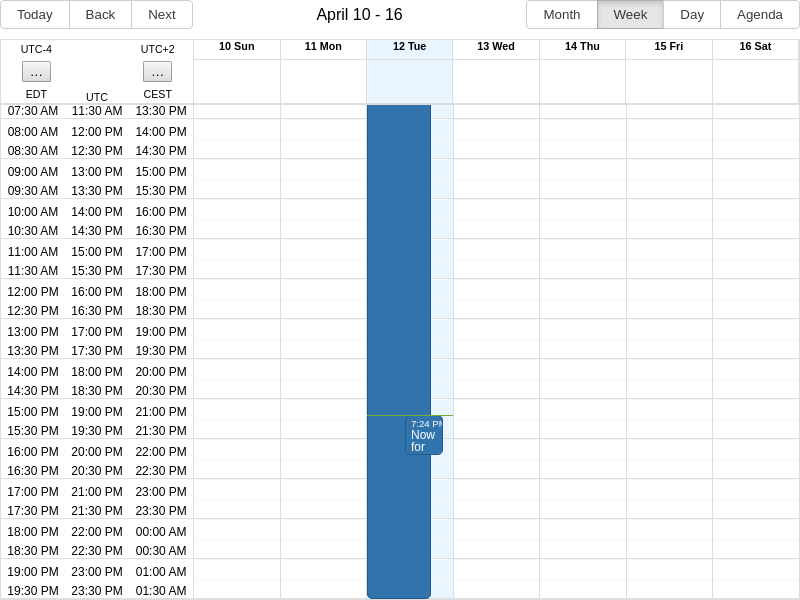 Today Back Next April 10 - 16 Month Week Day Agenda
UTC-4 UTC+2 10 Sun 11 Mon 12 Tue 13 Wed 14 Thu 15 Fri 16 Sat
... ...
EDT UTC CEST
07:30 AM 11:30 AM 13:30 PM
08:00 AM 12:00 PM 14:00 PM
08:30 AM 12:30 PM 14:30 PM
09:00 AM 13:00 PM 15:00 PM
09:30 AM 13:30 PM 15:30 PM
10:00 AM 14:00 PM 16:00 PM
10:30 AM 14:30 PM 16:30 PM
11:00 AM 15:00 PM 17:00 PM
11:30 AM 15:30 PM 17:30 PM
12:00 PM 16:00 PM 18:00 PM
12:30 PM 16:30 PM 18:30 PM
13:00 PM 17:00 PM 19:00 PM
13:30 PM 17:30 PM 19:30 PM
14:00 PM 18:00 PM 20:00 PM
14:30 PM 18:30 PM 20:30 PM
15:00 PM 19:00 PM 21:00 PM
7:24 PM
15:30 PM 19:30 PM 21:30 PM Now
for
16:00 PM 20:00 PM 22:00 PM
16:30 PM 20:30 PM 22:30 PM
17:00 PM 21:00 PM 23:00 PM
17:30 PM 21:30 PM 23:30 PM
18:00 PM 22:00 PM 00:00 AM
18:30 PM 22:30 PM 00:30 AM
19:00 PM 23:00 PM 01:00 AM
19:30 PM 23:30 PM 01:30 AM